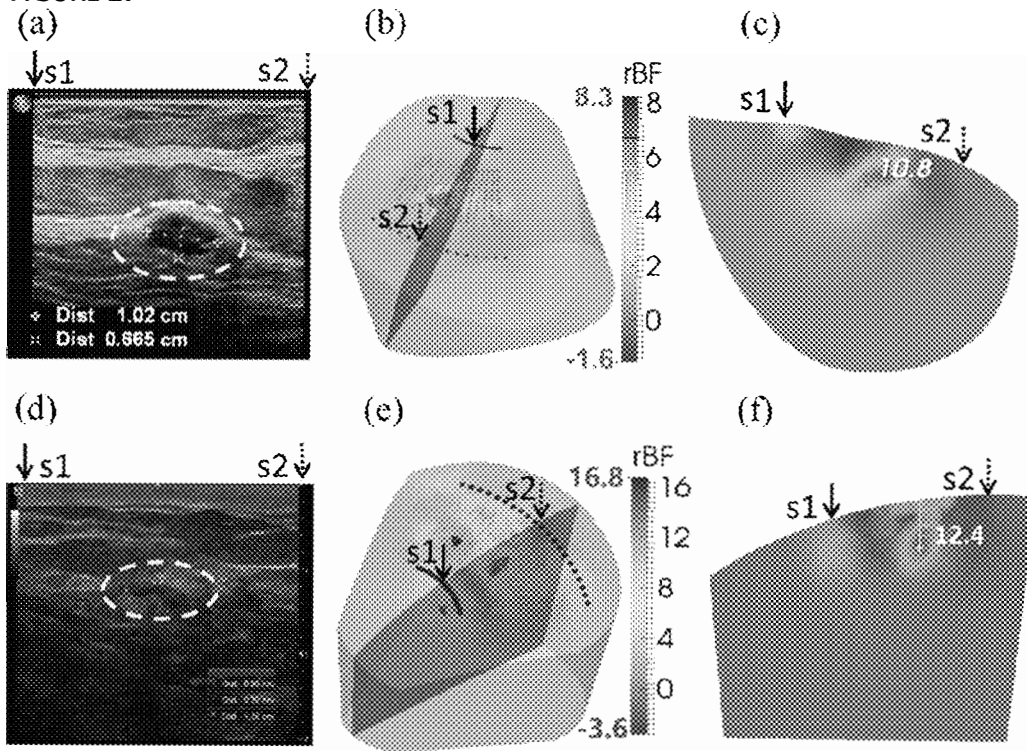 (a)
(b)
(c)
s1
s2
rBF
8.3
8
s1
s1
s2
6
10.8
s2
4
2
Dist 1.02 cm
Dist 0.665 cm
0
-1.6
(d)
(e)
(f)
s1
s2
rBF
16.8
16
s2
s2
s1
12
12.4
s1
8
4
0
-3.6